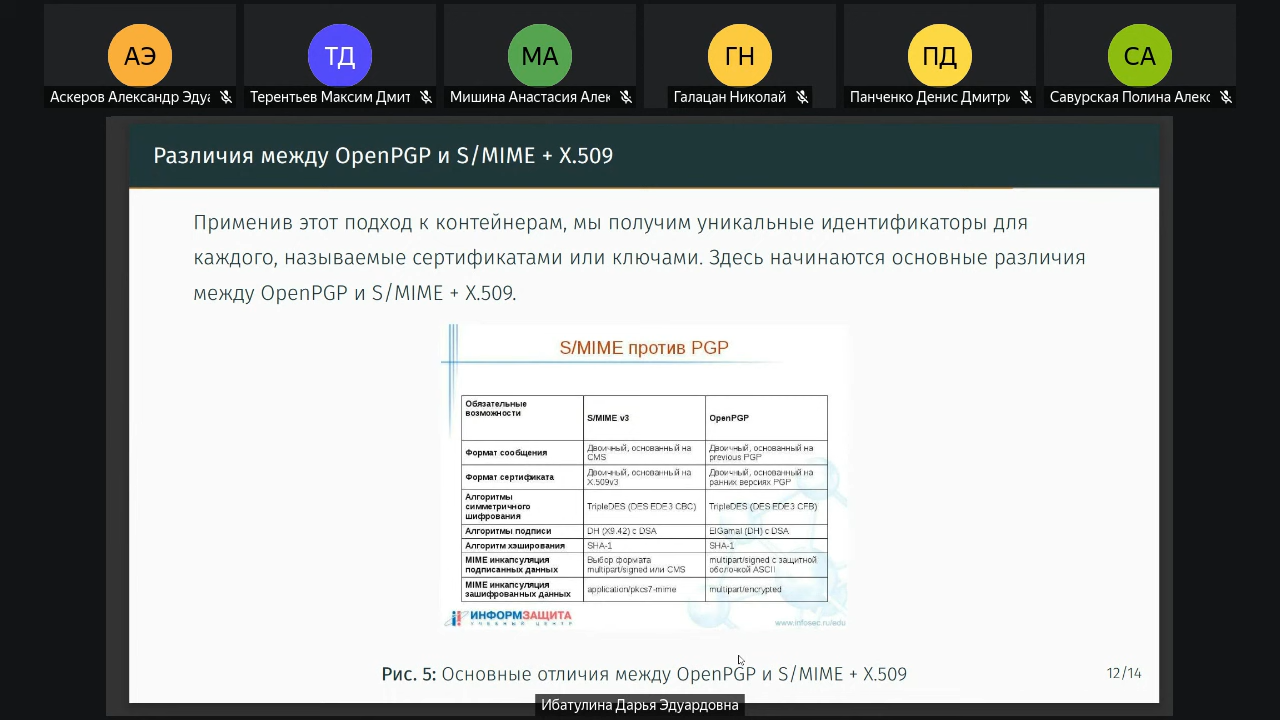 АЭ
ТД
МА
ГН
ПД
СА
Аскеров Александр Эдуа
Терентьев Максим Дмит
Мишина Анастасия Алек
Галацан Николай
Панченко Денис Дмитри
Савурская Полина Алекс
Различия между OpenPGP и S/MIME + X.509
Применив этот подход к контейнерам, мы получим уникальные идентификаторы для
каждого, называемые сертификатами или ключами. Здесь начинаются основные различия
между OpenPGP и S/MIME + X.509.
S/MIME против PGP
Обязательные
возможности
S/MIME v3
OpenPGP
Формат сообщения
Двоичный, основанный на
CMS
Двоичный, основанный на
previous PGP
Формат сертификата
Двоичный, основанный на
X.509v3
Двоичный, основанный на
ранних версиях PGP
Алгоритмы
симметричного
шифрования
TripleDES (DES EDE3 CBC)
TripleDES (DES EDE3 CFB)
Алгоритмы подписи
DH (X9.42) с DSA
ElGamal (DH) с DSA
Алгоритм хэширования
SHA-1
SHA-1
MIME инкапсуляция
подписанных данных
Выбор формата
multipart/signed или CMS
multipart/signed с защитной
оболочкой ASCII
MIME инкапсуляция
зашифрованных данных
application/pkcs7-mime
multipart/encrypted
ИНФОРМЗАЩИТА
УЧЕБНЫЙ ЦЕНТР
www.infosec.ru/edu
Рис. 5: Основные отличия между OpenPGP и S/MIME + X.509
12/14
Ибатулина Дарья Эдуардовна